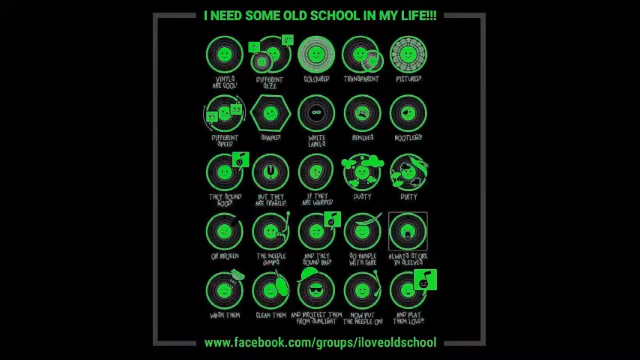 I NEED SOME OLD SCHOOL IN MY LIFE!!!
VINYLS
ARE COOL!
DIFFERENT
SIZE
COLOURED
TRANSPARENT
PICTURED
DIFFERENT
SPEED
SHAPED
WHITE
LABELS
REMIXES
BOOTLEGS
THEY SOUND
GOOD!
BUT THEY
ARE FRAGILE!
IF THEY
ARE WARPED
DUSTY
DIRTY
OR BROKEN
THE NEEDLE
JUMPS
AND THEY
SOUND BAD!
SO HANDLE
WITH CARE
ALWAYS STORE
IN SLEEVES
WASH THEM
CLEAN THEM
AND PROTECT THEM
FROM SUNLIGHT
NOW PUT
THE NEEDLE ON!
AND PLAY
THEM LOUD!!
www.facebook.com/groups/iloveoldschool